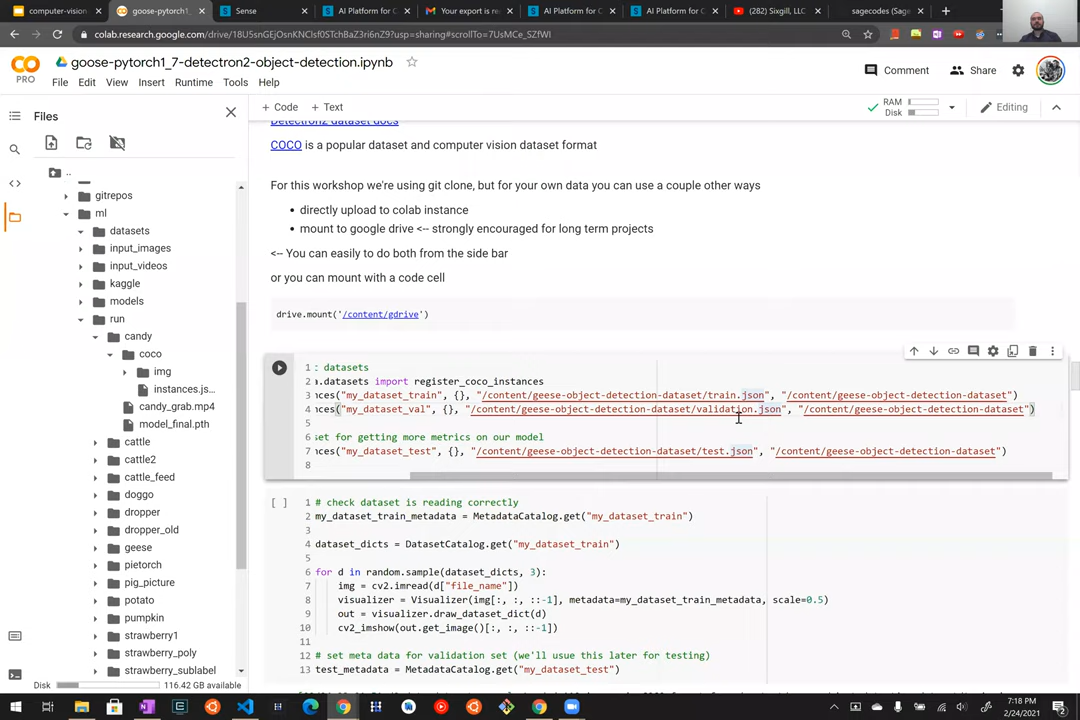 computer-vision
goose-pytorch1
Sense
AI Platform for C
Your export is re
AI Platform for C
AI Platform for C
(282) Sixgill, LLC
sagecodes (Sage
colab.research.google.com/drive/18U5snGEjOsnKNCIsf0STchBaZ3ri6nZ9?usp=sharing#scrollTo=7UsMCe_SZfWI
CO
PRO
goose-pytorch1_7-detectron2-object-detection.ipynb
File Edit View Insert Runtime Tools Help
Comment
Share
+ Code + Text
RAM
Disk
Editing
Files
..
gitrepos
ml
datasets
input_images
input_videos
kaggle
models
run
candy
coco
img
instances.js...
candy_grab.mp4
model_final.pth
cattle
cattle2
cattle_feed
doggo
dropper
dropper_old
geese
pietorch
pig_picture
potato
pumpkin
strawberry1
strawberry_poly
strawberry_sublabel
Disk 116.42 GB available
Detectron2 dataset docs
COCO is a popular dataset and computer vision dataset format
For this workshop we're using git clone, but for your own data you can use a couple other ways
• directly upload to colab instance
• mount to google drive <-- strongly encouraged for long term projects
<-- You can easily to do both from the side bar
or you can mount with a code cell
drive.mount('/content/gdrive')
1 : datasets
2 a.datasets import register_coco_instances
3 nces("my_dataset_train", {}, "/content/geese-object-detection-dataset/train.json", "/content/geese-object-detection-dataset")
4 nces("my_dataset_val", {}, "/content/geese-object-detection-dataset/validation.json", "/content/geese-object-detection-dataset")
5
6 set for getting more metrics on our model
7 nces("my_dataset_test", {}, "/content/geese-object-detection-dataset/test.json", "/content/geese-object-detection-dataset")
8
[ ] 1 # check dataset is reading correctly
2 my_dataset_train_metadata = MetadataCatalog.get("my_dataset_train")
3
4 dataset_dicts = DatasetCatalog.get("my_dataset_train")
5
6 for d in random.sample(dataset_dicts, 3):
7 img = cv2.imread(d["file_name"])
8 visualizer = Visualizer(img[:, :, ::-1], metadata=my_dataset_train_metadata, scale=0.5)
9 out = visualizer.draw_dataset_dict(d)
10 cv2_imshow(out.get_image()[:, :, ::-1])
11
12 # set meta data for validation set (we'll usue this later for testing)
13 test_metadata = MetadataCatalog.get("my_dataset_test")
7:18 PM
2/24/2021